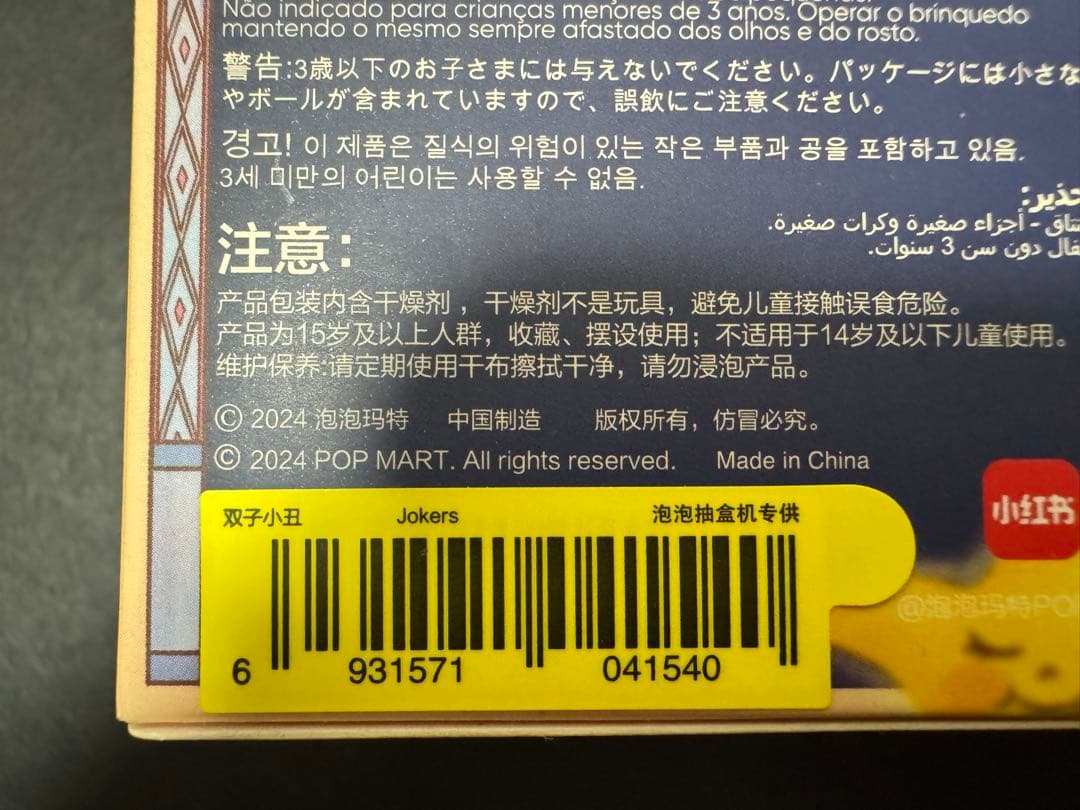 Não indicado para crianças menores de 3 anos. Operar o brinquedo
mantendo o mesmo sempre afastado dos olhos e do rosto.
警告:3歳以下のお子さまには与えないでください。パッケージには小さな
やボールが含まれていますので、誤飲にご注意ください。
경고! 이 제품은 질식의 위험이 있는 작은 부품과 공을 포함하고 있음.
3세 미만의 어린이는 사용할 수 없음.
أجزاء صغيرة وكرات صغيرة.
دون سن 3 سنوات.
注意:
产品包装内含干燥剂，干燥剂不是玩具，避免儿童接触误食危险。
产品为15岁及以上人群，收藏、摆设使用；不适用于14岁及以下儿童使用。
维护保养:请定期使用干布擦拭干净，请勿浸泡产品。
© 2024 泡泡玛特 中国制造 版权所有，仿冒必究。
© 2024 POP MART. All rights reserved. Made in China
双子小丑 Jokers 泡泡抽盒机专供
小红书
@泡泡玛特PO
6 931571 041540